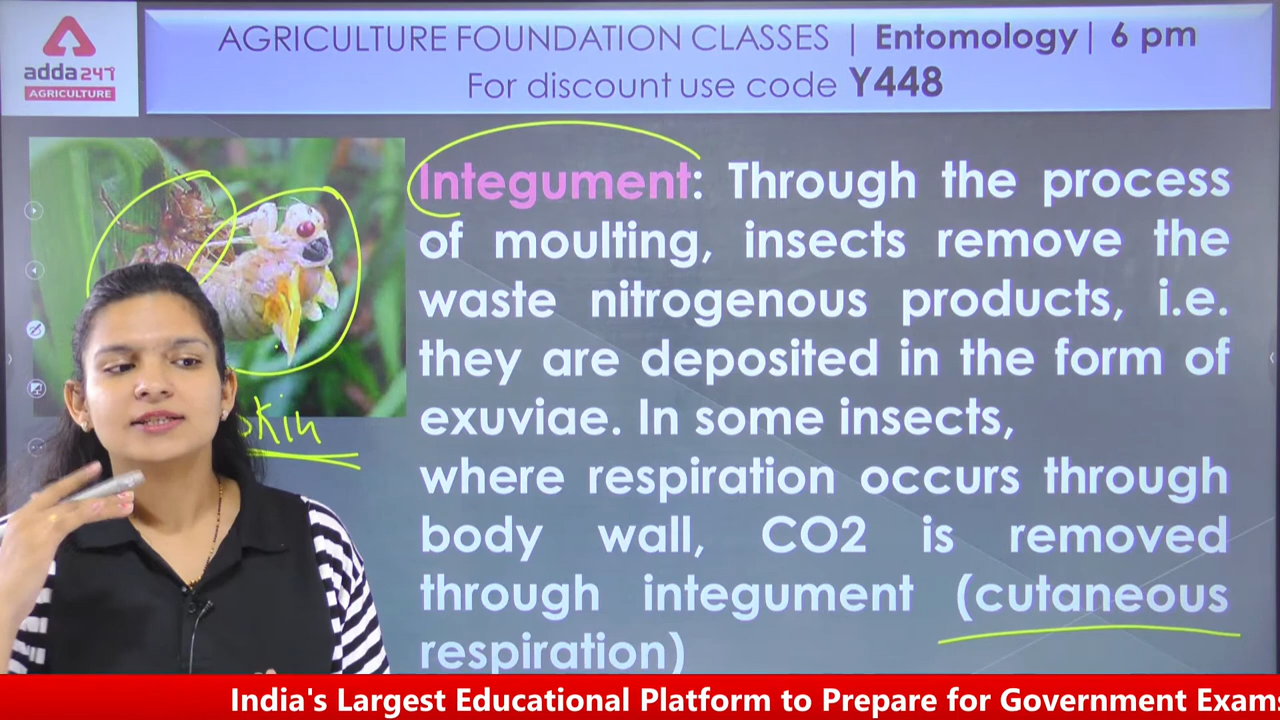 AGRICULTURE FOUNDATION CLASSES | Entomology | 6 pm
For discount use code Y448
adda247
AGRICULTURE
Integument: Through the process
of moulting, insects remove the
waste nitrogenous products, i.e.
they are deposited in the form of
exuviae. In some insects,
where respiration occurs through
body wall, CO2 is removed
through integument (cutaneous
respiration)
skin
India's Largest Educational Platform to Prepare for Government Exams